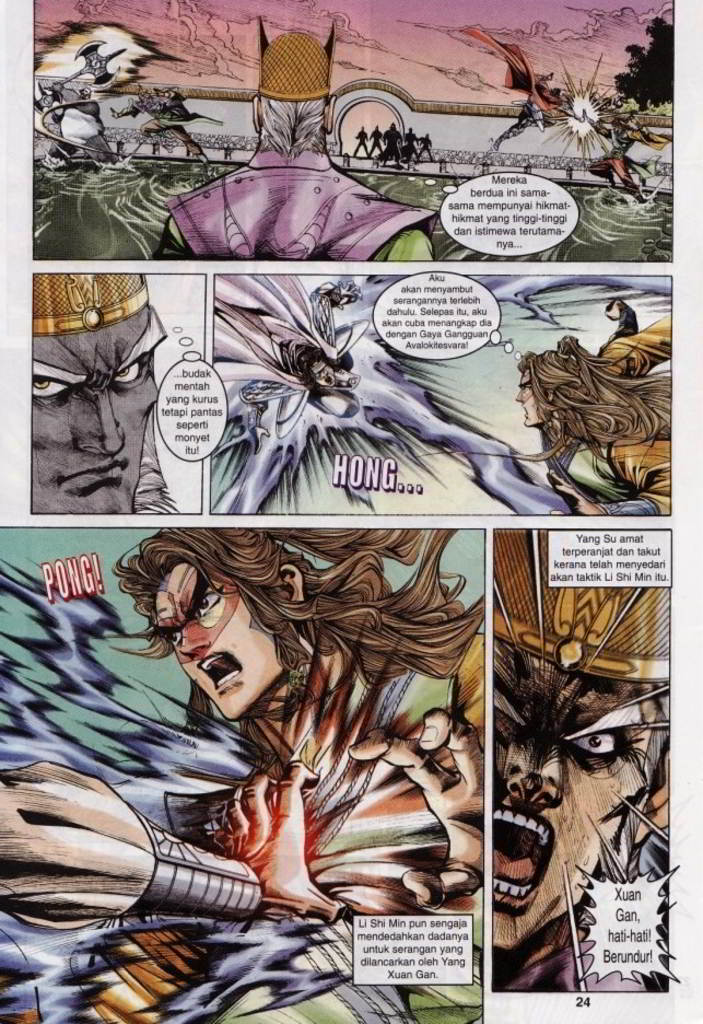 Mereka
berdua ini sama-
sama mempunyai hikmat-
hikmat yang tinggi-tinggi
dan istimewa terutama-
nya...
...budak
mentah
yang kurus
tetapi pantas
seperti
monyet
itu!
Aku
akan menyambut
serangannya terlebih
dahulu. Selepas itu, aku
akan cuba menangkap dia
dengan Gaya Gangguan
Avalokitesvara!
HONG...
PONG!
Li Shi Min pun sengaja
mendedahkan dadanya
untuk serangan yang
dilancarkan oleh Yang
Xuan Gan.
Yang Su amat
terperanjat dan takut
kerana telah menyedari
akan taktik Li Shi Min itu.
Xuan
Gan,
hati-hati!
Berundur!
24